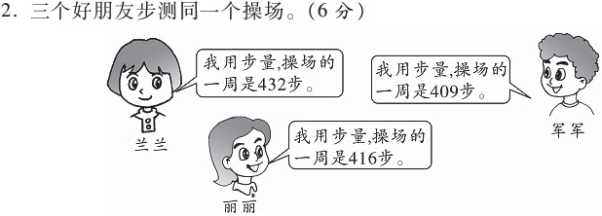 2. 三个好朋友步测同一个操场。(6 分)
我用步量,操场的
一周是432步。
兰兰
我用步量,操场的
一周是409步。
军军
我用步量,操场的
一周是416步。
丽丽